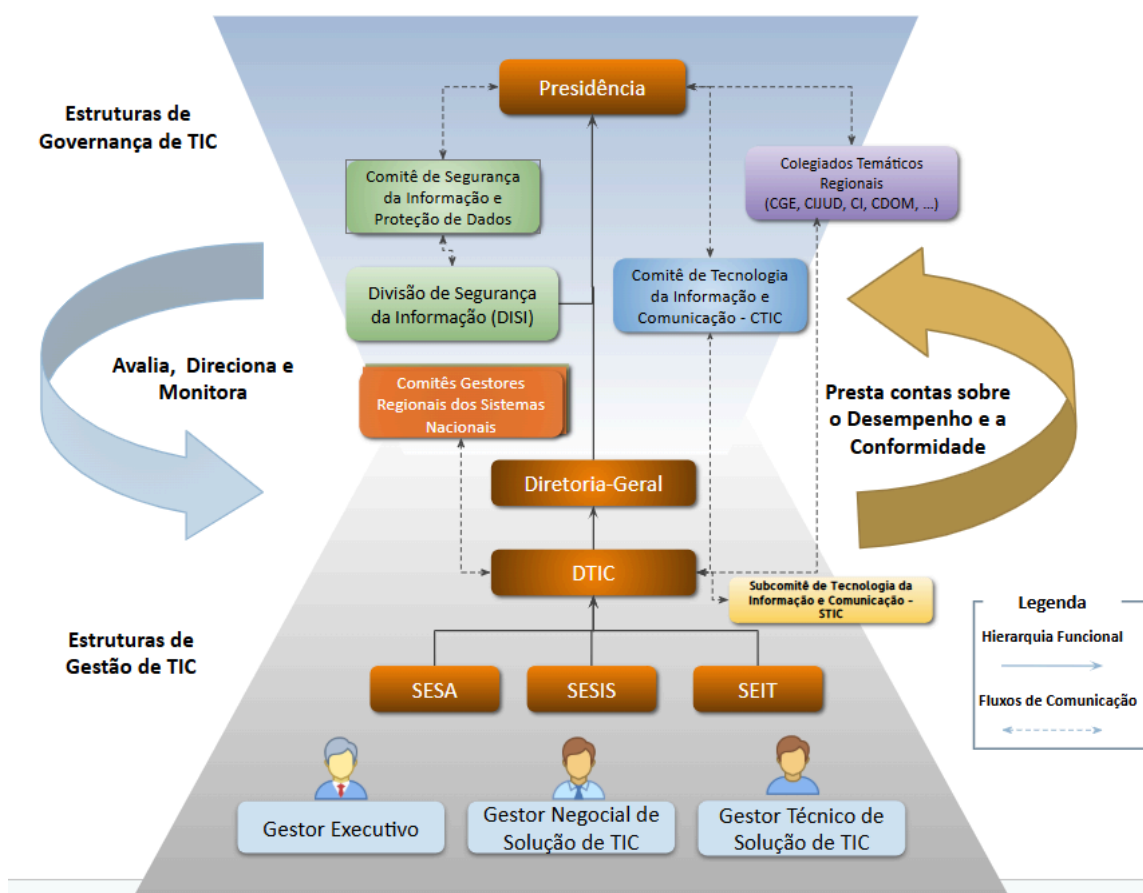 Presidência
Estruturas de
Governança de TIC
Comitê de Segurança
da Informação e
Proteção de Dados
Colegiados Temáticos
Regionais
(CGE, CIJUD, CI, CDOM, ...)
Divisão de Segurança
da Informação (DISI)
Comitê de Tecnologia
da Informação e
Comunicação - CTIC
Avalia, Direciona e
Monitora
Comitês Gestores
Regionais dos Sistemas
Nacionais
Presta contas sobre
o Desempenho e a
Conformidade
Diretoria-Geral
DTIC
Subcomitê de Tecnologia da
Informação e Comunicação -
STIC
Estruturas de
Gestão de TIC
SESA
SESIS
SEIT
Legenda
Hierarquia Funcional
Fluxos de Comunicação
Gestor Executivo
Gestor Negocial de
Solução de TIC
Gestor Técnico de
Solução de TIC